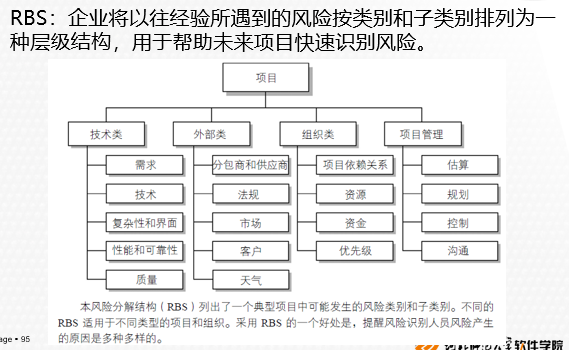 RBS：企业将以往经验所遇到的风险按类别和子类别排列为一
种层级结构，用于帮助未来项目快速识别风险。
项目
技术类 外部类 组织类 项目管理
需求 分包商和供应商 项目依赖关系 估算
技术 法规 资源 规划
复杂性和界面 市场 资金 控制
性能和可靠性 客户 优先级 沟通
质量 天气
本风险分解结构（RBS）列出了一个典型项目中可能发生的风险类别和子类别。不同的
RBS 适用于不同类型的项目和组织。采用 RBS 的一个好处是，提醒风险识别人员风险产生
的原因是多种多样的。
age • 95
软件学院